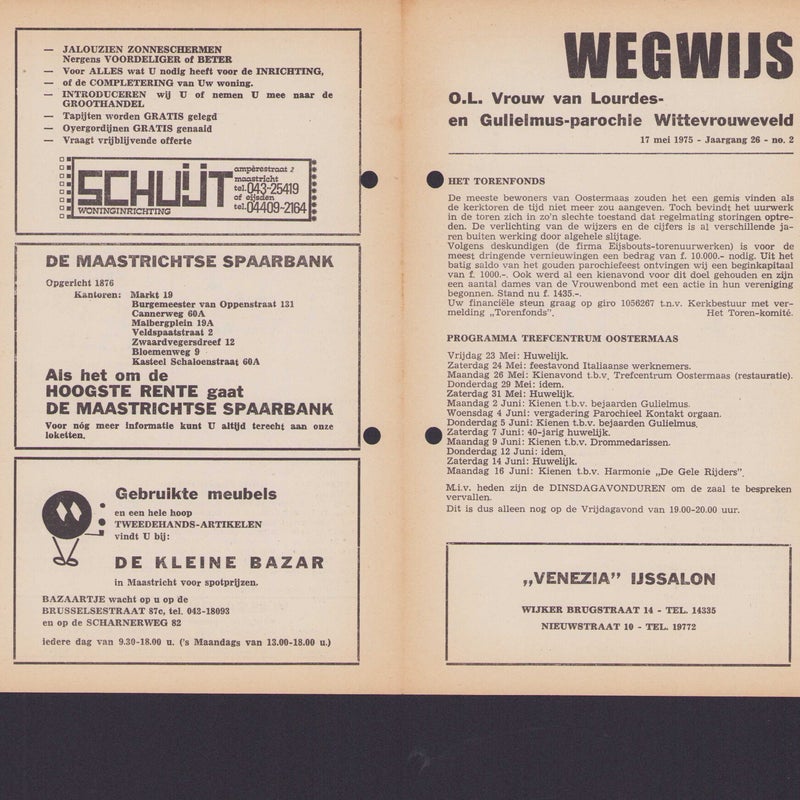 — JALOUZIEN ZONNESCHERMEN
Nergens VOORDELIGER of BETER
— Voor ALLES wat U nodig heeft voor de INRICHTING,
— of de COMPLETERING van Uw woning.
— INTRODUCEREN wij U of nemen U mee naar de
GROOTHANDEL
— Tapijten worden GRATIS gelegd
— Overgordijnen GRATIS genaaid
— Vraagt vrijblijvende offerte
SCHUIJT
WONINGINRICHTING
ampèrestraat 2
maastricht
tel.043-25419
of eijsden
tel.04409-2164
DE MAASTRICHTSE SPAARBANK
Opgericht 1876
Kantoren: Markt 19
Burgemeester van Oppenstraat 131
Cannerweg 60A
Malbergplein 19A
Veldspaatstraat 2
Zwaardvegersdreef 12
Bloemenweg 9
Kasteel Schaloenstraat 60A
Als het om de
HOOGSTE RENTE gaat
DE MAASTRICHTSE SPAARBANK
Voor nóg meer informatie kunt U altijd terecht aan onze
loketten.
Gebruikte meubels
en een hele hoop
TWEEDEHANDS-ARTIKELEN
vindt U bij:
DE KLEINE BAZAR
in Maastricht voor spotprijzen.
BAZAARTJE wacht op u op de
BRUSSELSESTRAAT 87c, tel. 043-18093
en op de SCHARNERWEG 82
iedere dag van 9.30-18.00 u. ('s Maandags van 13.00-18.00 u.)
WEGWIJS
O.L. Vrouw van Lourdes-
en Gulielmus-parochie Wittevrouweveld
17 mei 1975 - Jaargang 26 - no. 2
HET TORENFONDS
De meeste bewoners van Oostermaas zouden het een gemis vinden als
de kerktoren de tijd niet meer zou aangeven. Toch bevindt het uurwerk
in de toren zich in zo'n slechte toestand dat regelmating storingen optre-
den. De verlichting van de wijzers en de cijfers is al verschillende ja-
ren buiten werking door algehele slijtage.
Volgens deskundigen (de firma Eijsbouts-torenuurwerken) is voor de
meest dringende vernieuwingen een bedrag van f. 10.000.- nodig. Uit het
batig saldo van het gouden parochiefeest ontvingen wij een beginkapitaal
van f. 1000.-. Ook werd al een kienavond voor dit doel gehouden en zijn
een aantal dames van de Vrouwenbond met een actie in hun vereniging
begonnen. Stand nu f. 1435.-.
Uw financiële steun graag op giro 1056267 t.n.v. Kerkbestuur met ver-
melding „Torenfonds". Het Toren-komité.
PROGRAMMA TREFCENTRUM OOSTERMAAS
Vrijdag 23 Mei: Huwelijk.
Zaterdag 24 Mei: feestavond Italiaanse werknemers.
Maandag 26 Mei: Kienavond t.b.v. Trefcentrum Oostermaas (restauratie).
Donderdag 29 Mei: idem.
Zaterdag 31 Mei: Huwelijk.
Maandag 2 Juni: Kienen t.b.v. bejaarden Gulielmus.
Woensdag 4 Juni: vergadering Parochieel Kontakt orgaan.
Donderdag 5 Juni: Kienen t.b.v. bejaarden Gulielmus.
Zaterdag 7 Juni: 40-jarig huwelijk.
Maandag 9 Juni: Kienen t.b.v. Drommedarissen.
Donderdag 12 Juni: idem.
Zaterdag 14 Juni: Huwelijk.
Maandag 16 Juni: Kienen t.b.v. Harmonie „De Gele Rijders".
M.i.v. heden zijn de DINSDAGAVONDUREN om de zaal te bespreken
vervallen.
Dit is dus alleen nog op de Vrijdagavond van 19.00-20.00 uur.
„VENEZIA" IJSSALON
WIJKER BRUGSTRAAT 14 - TEL. 14335
NIEUWSTRAAT 10 - TEL. 19772